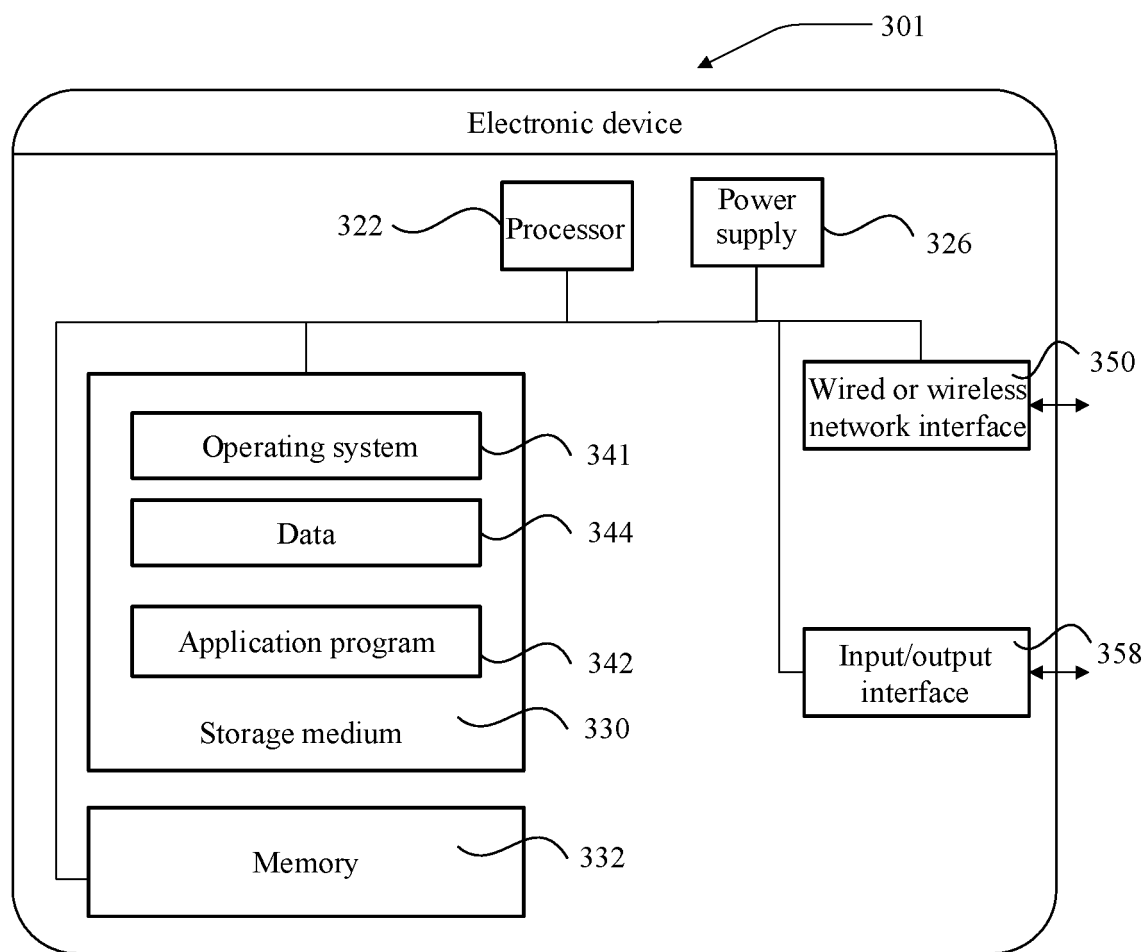 301
Electronic device
322
Processor
Power
supply
326
350
Wired or wireless
network interface
Operating system
341
Data
344
Application program
342
Input/output
interface
358
Storage medium
330
Memory
332